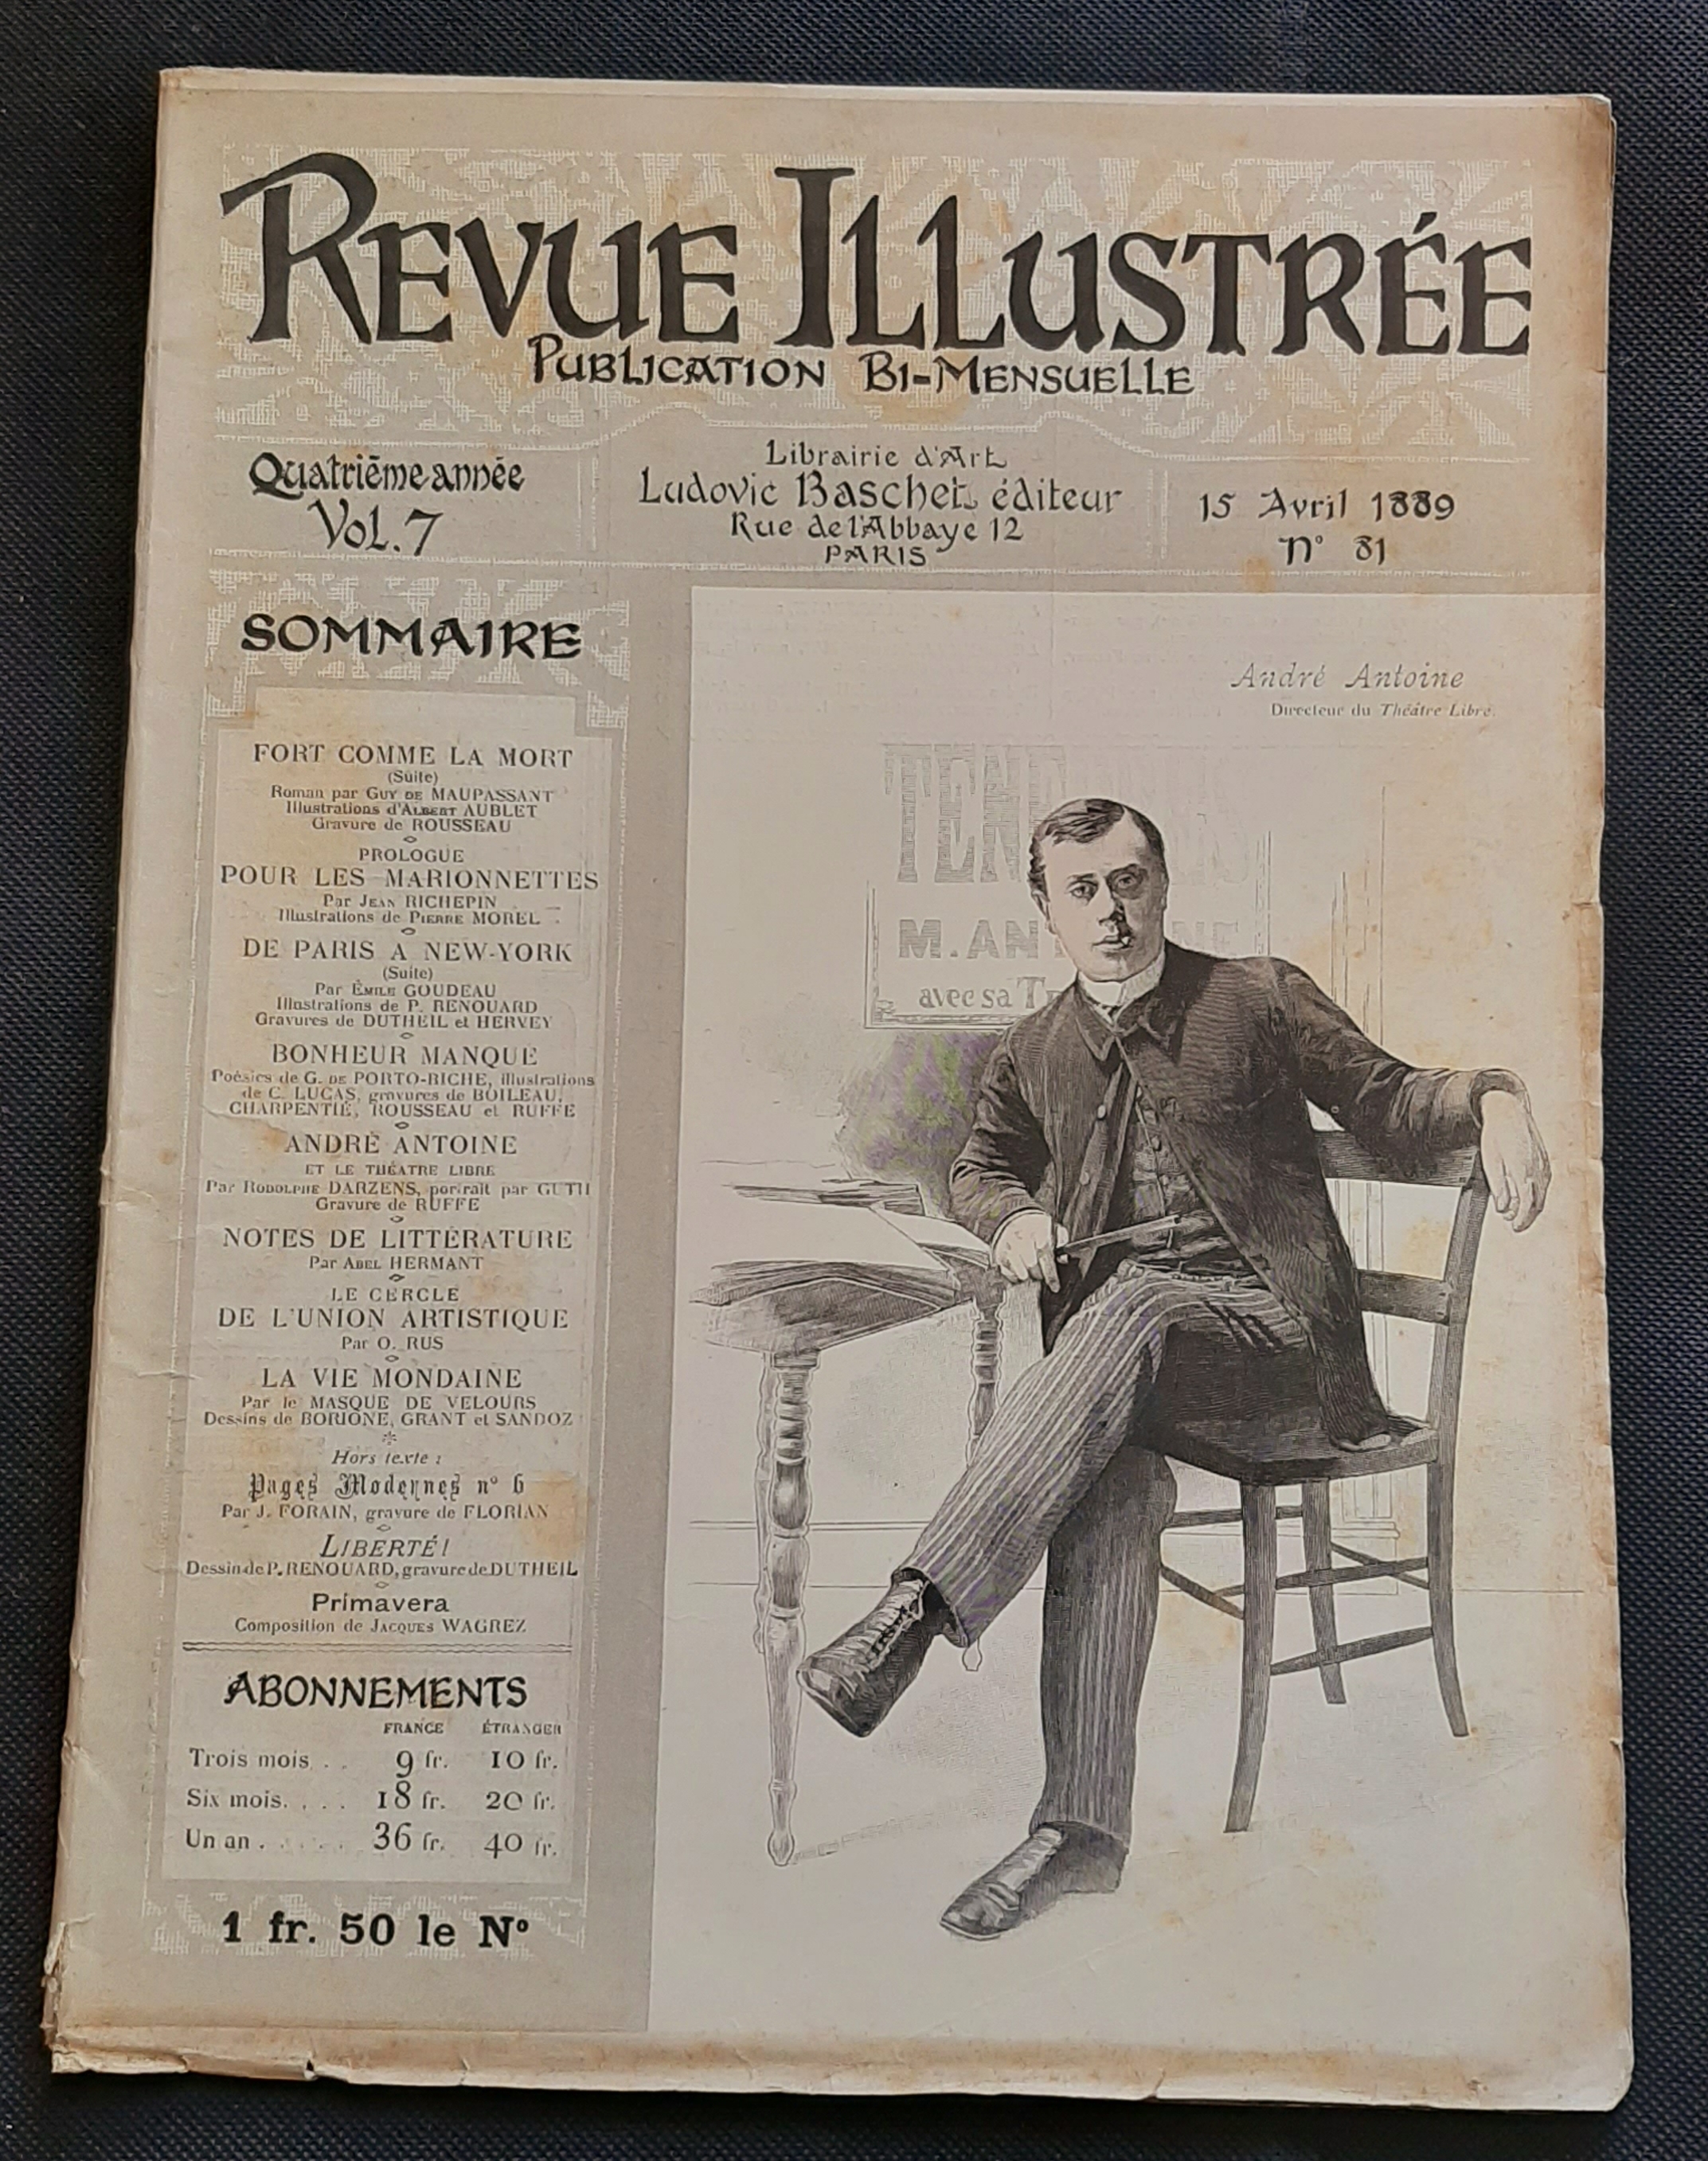 REVUE ILLUSTRÉE
PUBLICATION BI-MENSUELLE
Quatrième année
Vol. 7
Librairie d'Art
Ludovic Baschet éditeur
Rue de l'Abbaye 12
PARIS
15 Avril 1889
N° 81
SOMMAIRE
FORT COMME LA MORT
(Suite)
Roman par GUY DE MAUPASSANT
Illustrations d'ALBERT AUBLET
Gravure de ROUSSEAU
PROLOGUE
POUR LES MARIONNETTES
Par JEAN RICHEPIN
Illustrations de PIERRE MOREL
DE PARIS A NEW-YORK
(Suite)
Par ÉMILE GOUDEAU
Illustrations de P. RENOUARD
Gravures de DUTHEIL et HERVEY
BONHEUR MANQUÉ
Poésies de G. DE PORTO-RICHE, illustrations
de C. LUCAS, gravures de BOILEAU,
CHARPENTIÉ, ROUSSEAU et RUFFE
ANDRÉ ANTOINE
ET LE THÉATRE LIBRE
Par RODOLPHE DARZENS, portrait par GUTH
Gravure de RUFFE
NOTES DE LITTÉRATURE
Par ABEL HERMANT
LE CERCLE
DE L'UNION ARTISTIQUE
Par O. RUS
LA VIE MONDAINE
Par le MASQUE DE VELOURS
Dessins de BORIONE, GRANT et SANDOZ
Hors texte :
Pages Modernes n° 6
Par J. FORAIN, gravure de FLORIAN
LIBERTÉ!
Dessin de P. RENOUARD, gravure de DUTHEIL
Primavera
Composition de JACQUES WAGREZ
ABONNEMENTS
FRANCE ÉTRANGER
Trois mois . . 9 fr. 10 fr.
Six mois. . . . 18 fr. 20 fr.
Un an . . . . . 36 fr. 40 fr.
1 fr. 50 le N°
André Antoine
Directeur du Théâtre Libre.
M. AN NE
avec sa